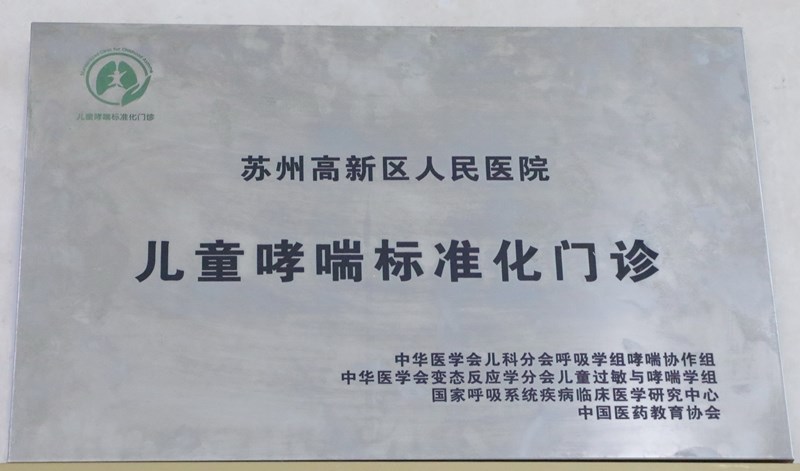 儿童哮喘标准化门诊
苏州高新区人民医院
儿童哮喘标准化门诊
中华医学会儿科分会呼吸学组哮喘协作组
中华医学会变态反应学分会儿童过敏与哮喘学组
国家呼吸系统疾病临床医学研究中心
中国医药教育协会